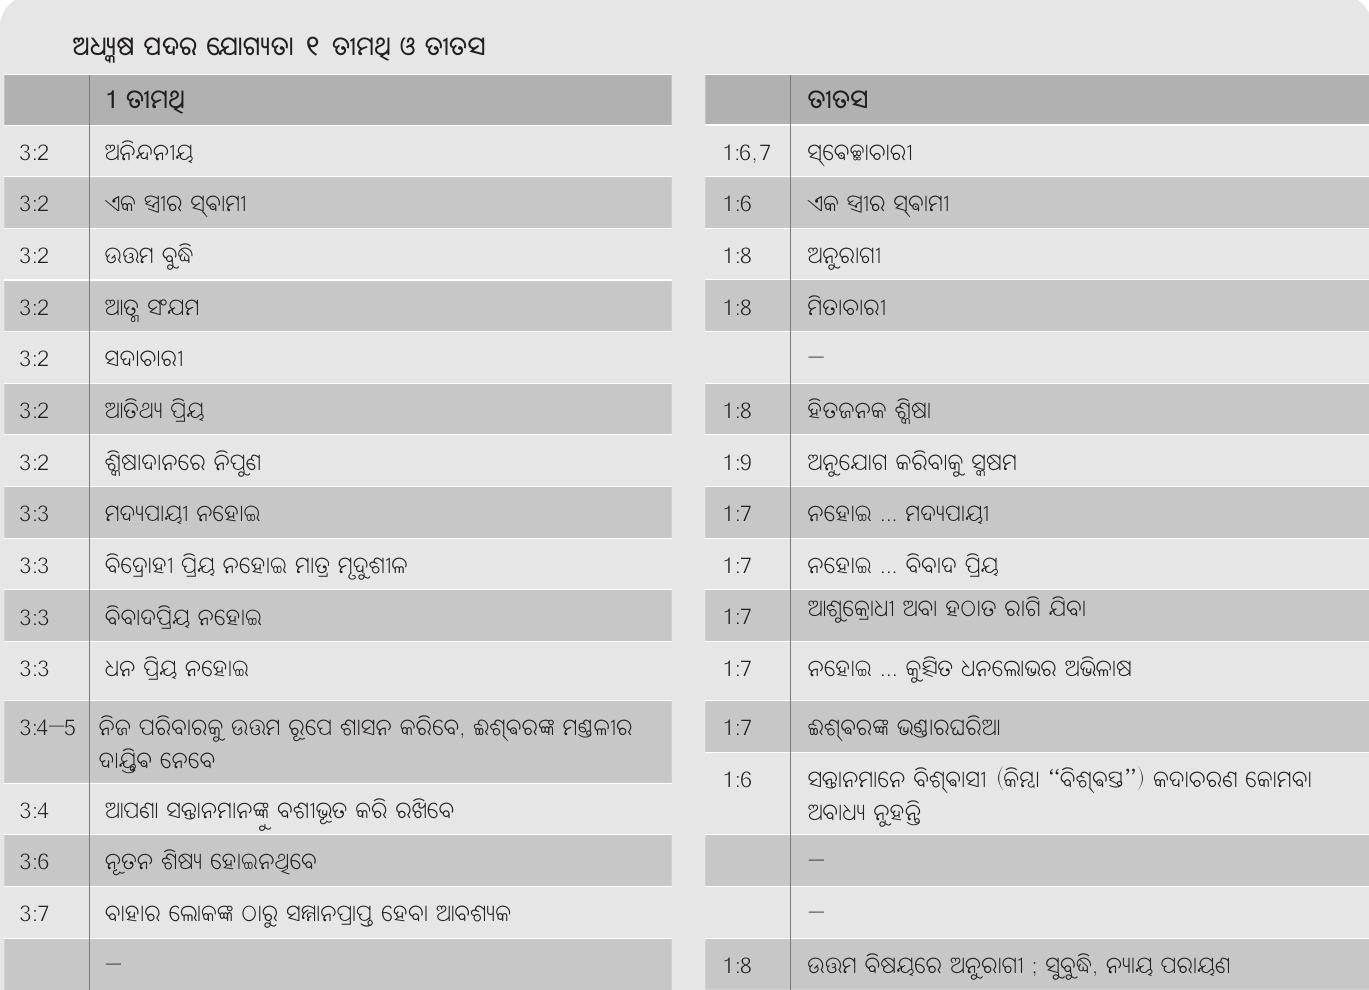 ଅଧ୍ୟକ୍ଷ ପଦର ଯୋଗ୍ୟତା ୧ ତୀମଥି ଓ ତୀତସ
1 ତୀମଥି
ତୀତସ
3:2 ଅନିନ୍ଦନୀୟ
1:6,7 ସ୍ଵେଚ୍ଛାଚାରୀ
3:2 ଏକ ସ୍ତ୍ରୀର ସ୍ଵାମୀ
1:6 ଏକ ସ୍ତ୍ରୀର ସ୍ଵାମୀ
3:2 ଉତ୍ତମ ବୁଦ୍ଧି
1:8 ଅନୁରାଗୀ
3:2 ଆତ୍ମ ସଂଯମ
1:8 ମିତାଚାରୀ
3:2 ସଦାଚାରୀ
–
3:2 ଆତିଥ୍ୟ ପ୍ରିୟ
1:8 ହିତଜନକ ଶିକ୍ଷା
3:2 ଶିକ୍ଷାଦାନରେ ନିପୁଣ
1:9 ଅନୁଯୋଗ କରିବାକୁ ସକ୍ଷମ
3:3 ମଦ୍ୟପାୟୀ ନହୋଇ
1:7 ନହୋଇ ... ମଦ୍ୟପାୟୀ
3:3 ବିଦ୍ରୋହୀ ପ୍ରିୟ ନହୋଇ ମାତ୍ର ମୃଦୁଶୀଳ
1:7 ନହୋଇ ... ବିବାଦ ପ୍ରିୟ
3:3 ବିବାଦପ୍ରିୟ ନହୋଇ
1:7 ଆଶୁକ୍ରୋଧୀ ଅବା ହଠାତ ରାଗି ଯିବା
3:3 ଧନ ପ୍ରିୟ ନହୋଇ
1:7 ନହୋଇ ... କୁତ୍ସିତ ଧନଲୋଭର ଅଭିଳାଷ
3:4–5 ନିଜ ପରିବାରକୁ ଉତ୍ତମ ରୂପେ ଶାସନ କରିବେ, ଈଶ୍ଵରଙ୍କ ମଣ୍ଡଳୀର
ଦାୟିତ୍ଵ ନେବେ
1:7 ଈଶ୍ଵରଙ୍କ ଭଣ୍ଡାରଘରିଆ
3:4 ଆପଣା ସନ୍ତାନମାନଙ୍କୁ ବଶୀଭୂତ କରି ରଖିବେ
1:6 ସନ୍ତାନମାନେ ବିଶ୍ଵାସୀ (କିମ୍ବା “ବିଶ୍ଵସ୍ତ”) କଦାଚରଣ କୋମବା
ଅବାଧ୍ୟ ନୁହନ୍ତି
3:6 ନୂତନ ଶିଷ୍ୟ ହୋଇନଥିବେ
–
3:7 ବାହାର ଲୋକଙ୍କ ଠାରୁ ସମ୍ମାନପ୍ରାପ୍ତ ହେବା ଆବଶ୍ୟକ
–
–
1:8 ଉତ୍ତମ ବିଷୟରେ ଅନୁରାଗୀ ; ସୁବୁଦ୍ଧି, ନ୍ୟାୟ ପରାୟଣ